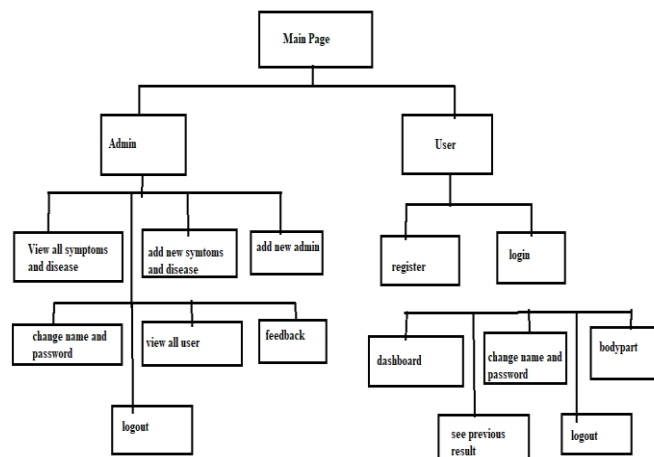 Main Page
Admin
User
View all symptoms
and disease
add new symtoms
and disease
add new admin
register
login
change name and
password
view all user
feedback
dashboard
change name and
password
bodypart
logout
see previous
result
logout